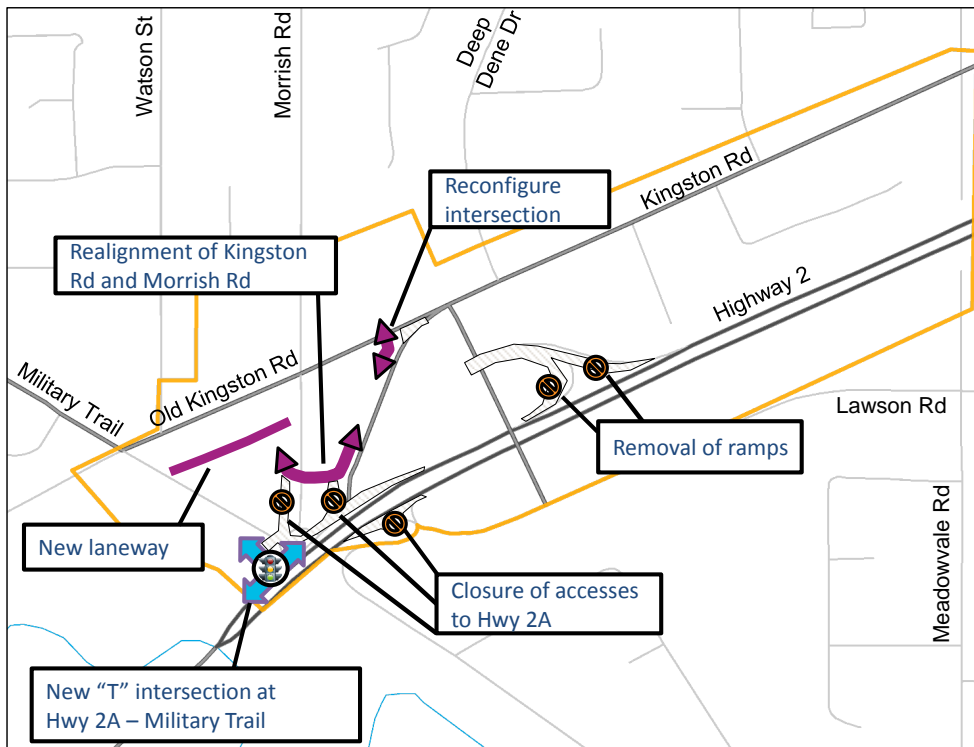 Watson St
Morrish Rd
Deep
Dene Dr
Kingston Rd
Reconfigure
intersection
Realignment of Kingston
Rd and Morrish Rd
Highway 2
Military Trail
Old Kingston Rd
Lawson Rd
Removal of ramps
New laneway
Closure of accesses
to Hwy 2A
Meadowvale Rd
New “T” intersection at
Hwy 2A – Military Trail